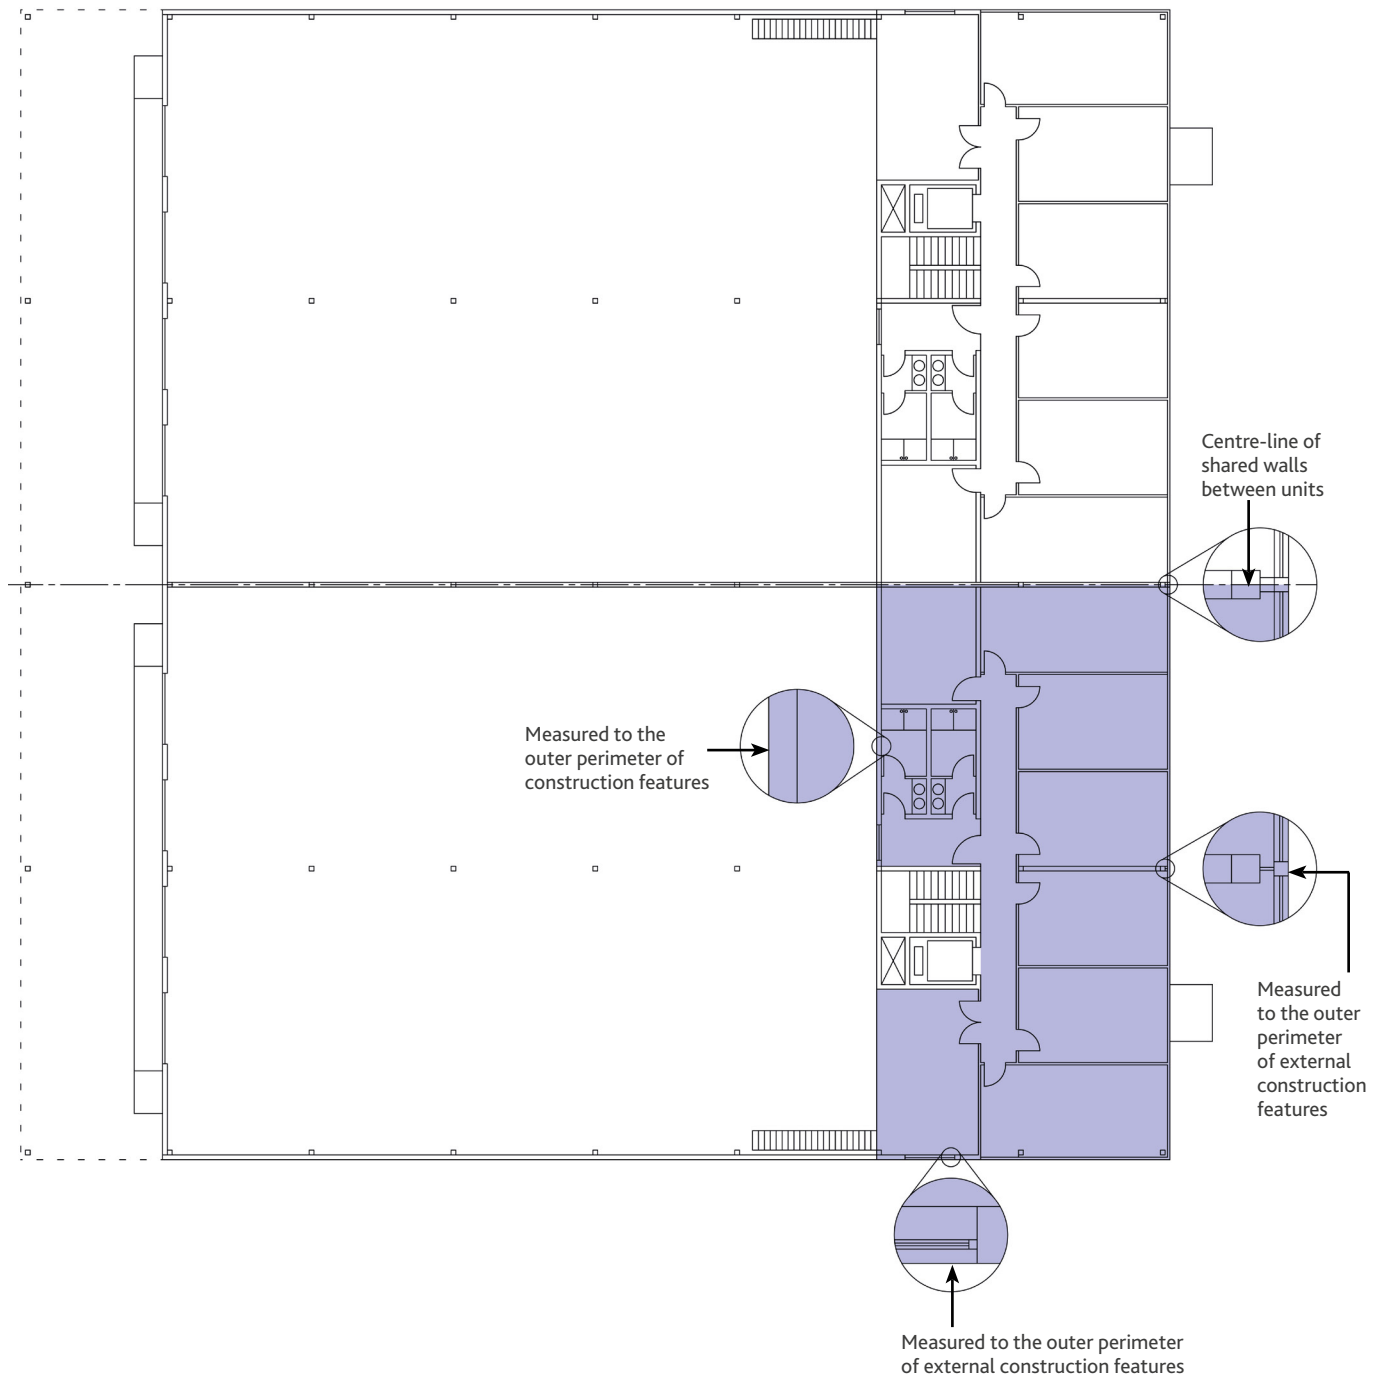 Centre-line of
shared walls
between units
Measured to the
outer perimeter of
construction features
Measured
to the outer
perimeter
of external
construction
features
Measured to the outer perimeter
of external construction features